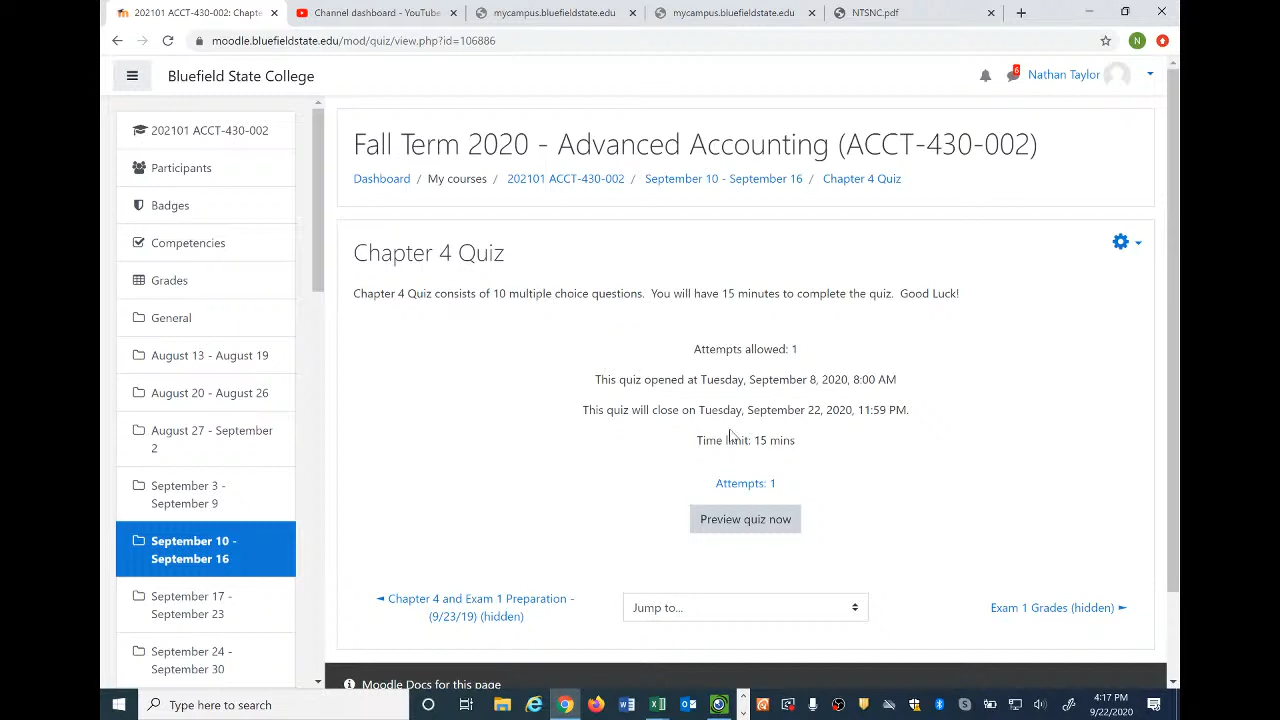 202101 ACCT-430-002: Chapte
Channel dashboard - YouTube
mycampus.bluefieldstate.edu/
mycampus.bluefieldstate.edu
NTSNC.pdf
moodle.bluefieldstate.edu/mod/quiz/view.php?id=106886
N
Bluefield State College
6
Nathan Taylor
202101 ACCT-430-002
Participants
Badges
Competencies
Grades
General
August 13 - August 19
August 20 - August 26
August 27 - September
2
September 3 -
September 9
September 10 -
September 16
September 17 -
September 23
September 24 -
September 30
Fall Term 2020 - Advanced Accounting (ACCT-430-002)
Dashboard / My courses / 202101 ACCT-430-002 / September 10 - September 16 / Chapter 4 Quiz
Chapter 4 Quiz
Chapter 4 Quiz consists of 10 multiple choice questions. You will have 15 minutes to complete the quiz. Good Luck!
Attempts allowed: 1
This quiz opened at Tuesday, September 8, 2020, 8:00 AM
This quiz will close on Tuesday, September 22, 2020, 11:59 PM.
Time limit: 15 mins
Attempts: 1
Preview quiz now
◄ Chapter 4 and Exam 1 Preparation -
(9/23/19) (hidden)
Jump to...
Exam 1 Grades (hidden) ►
Moodle Docs for this page
Type here to search
4:17 PM
9/22/2020